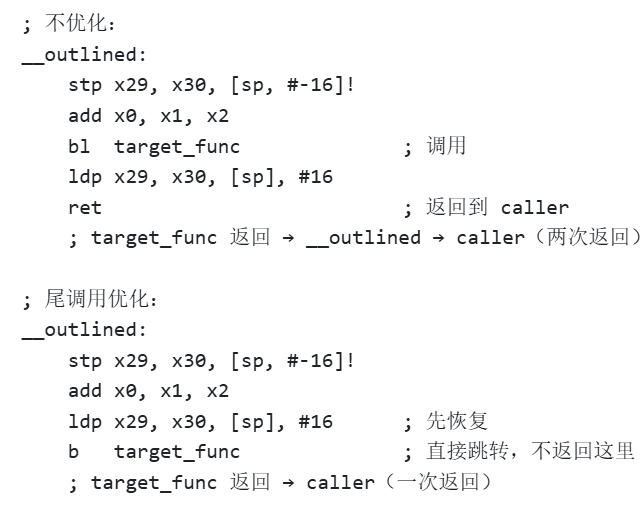 ; 不优化：
__outlined:
    stp x29, x30, [sp, #-16]!
    add x0, x1, x2
    bl  target_func              ; 调用
    ldp x29, x30, [sp], #16
    ret                          ; 返回到 caller
    ; target_func 返回 → __outlined → caller（两次返回）

; 尾调用优化：
__outlined:
    stp x29, x30, [sp, #-16]!
    add x0, x1, x2
    ldp x29, x30, [sp], #16      ; 先恢复
    b   target_func              ; 直接跳转，不返回这里
    ; target_func 返回 → caller（一次返回）